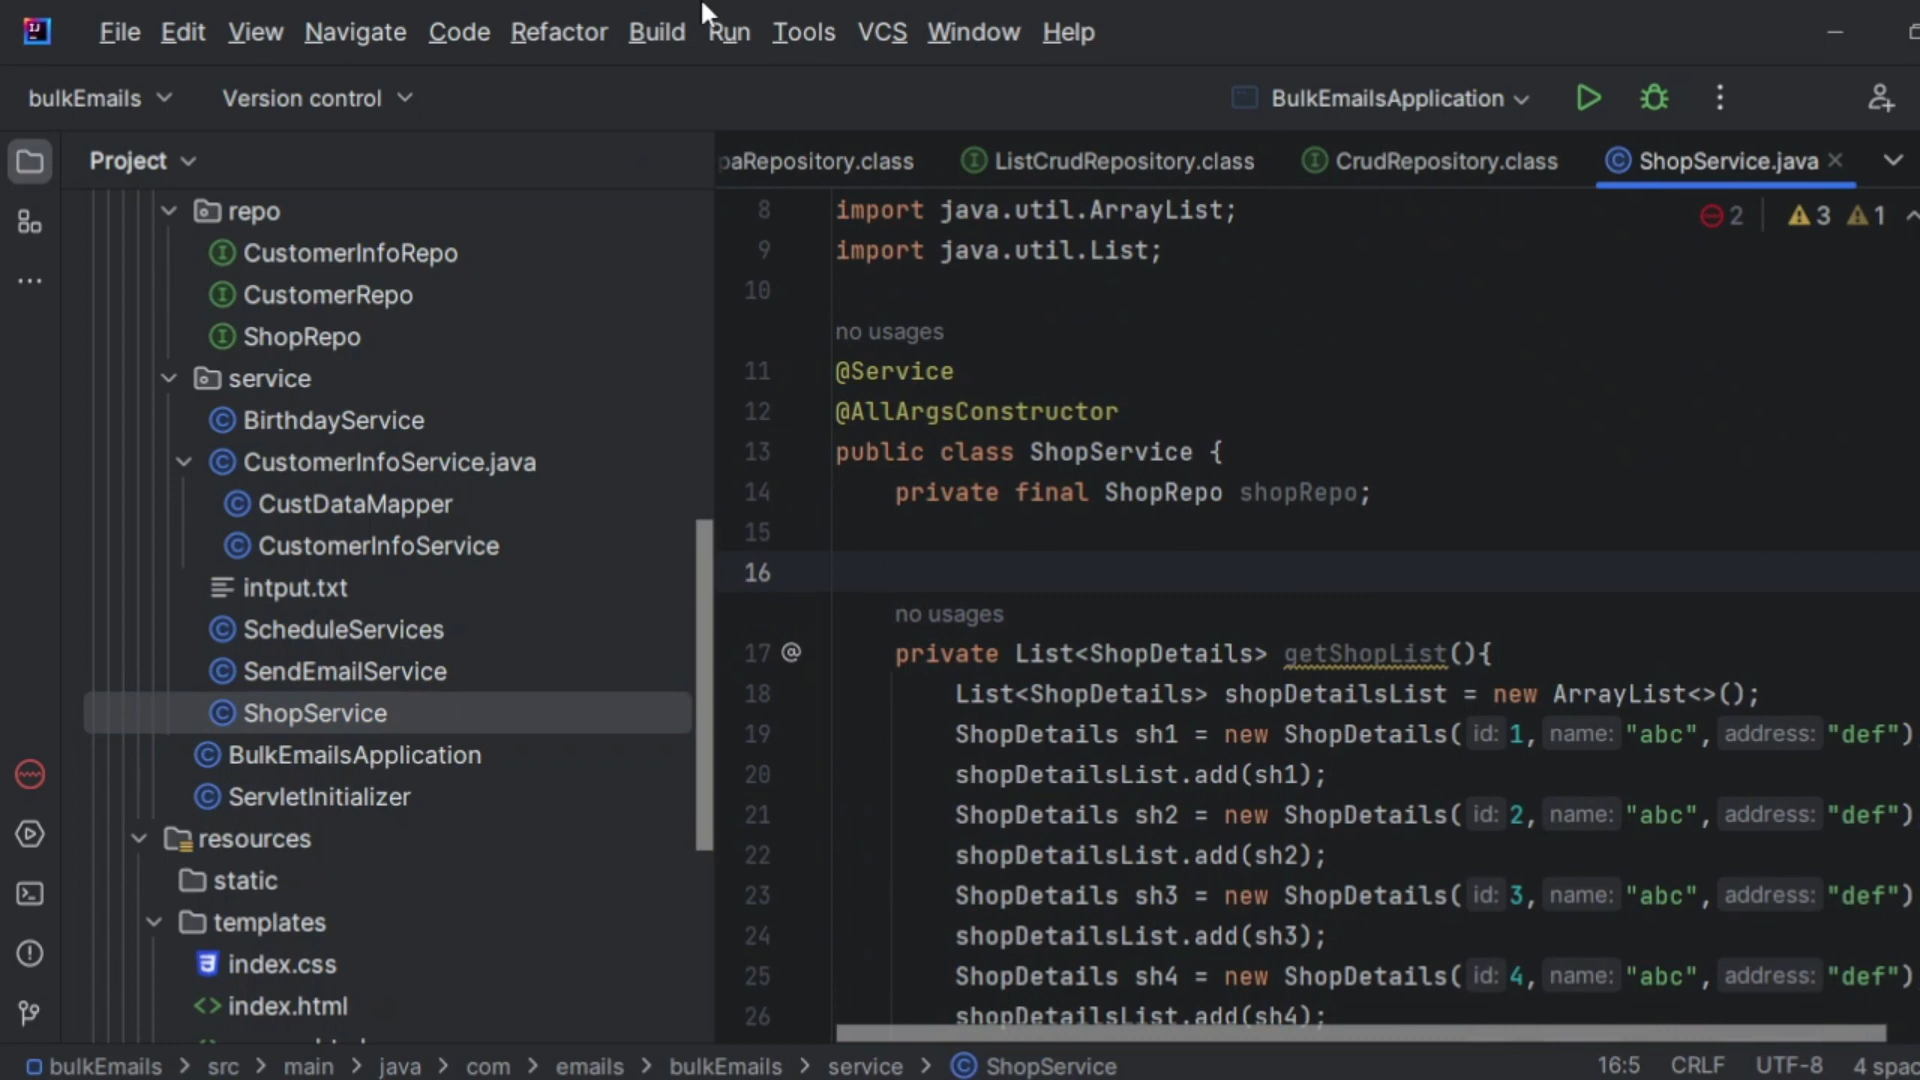 File Edit View Navigate Code Refactor Build Run Tools VCS Window Help
bulkEmails Version control BulkEmailsApplication
Project
paRepository.class ListCrudRepository.class CrudRepository.class ShopService.java
repo
CustomerInfoRepo
CustomerRepo
ShopRepo
service
BirthdayService
CustomerInfoService.java
CustDataMapper
CustomerInfoService
intput.txt
ScheduleServices
SendEmailService
ShopService
BulkEmailsApplication
ServletInitializer
resources
static
templates
index.css
index.html
2 3 1
8 import java.util.ArrayList;
9 import java.util.List;
10
no usages
11 @Service
12 @AllArgsConstructor
13 public class ShopService {
14 private final ShopRepo shopRepo;
15
16
no usages
17 @ private List<ShopDetails> getShopList(){
18 List<ShopDetails> shopDetailsList = new ArrayList<>();
19 ShopDetails sh1 = new ShopDetails( id: 1, name: "abc", address: "def")
20 shopDetailsList.add(sh1);
21 ShopDetails sh2 = new ShopDetails( id: 2, name: "abc", address: "def")
22 shopDetailsList.add(sh2);
23 ShopDetails sh3 = new ShopDetails( id: 3, name: "abc", address: "def")
24 shopDetailsList.add(sh3);
25 ShopDetails sh4 = new ShopDetails( id: 4, name: "abc", address: "def")
26 shopDetailsList.add(sh4);
bulkEmails > src > main > java > com > emails > bulkEmails > service > ShopService 16:5 CRLF UTF-8 4 spac